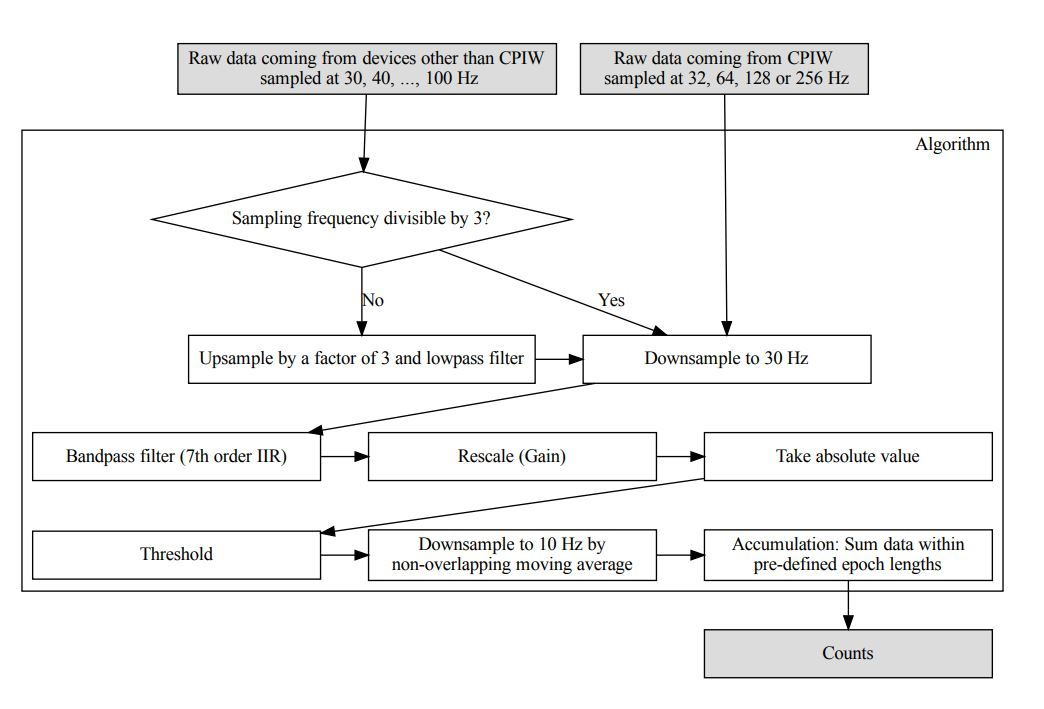 Raw data coming from devices other than CPIW
sampled at 30, 40, ..., 100 Hz
Raw data coming from CPIW
sampled at 32, 64, 128 or 256 Hz
Algorithm
Sampling frequency divisible by 3?
No
Yes
Upsample by a factor of 3 and lowpass filter
Downsample to 30 Hz
Bandpass filter (7th order IIR)
Rescale (Gain)
Take absolute value
Threshold
Downsample to 10 Hz by
non-overlapping moving average
Accumulation: Sum data within
pre-defined epoch lengths
Counts